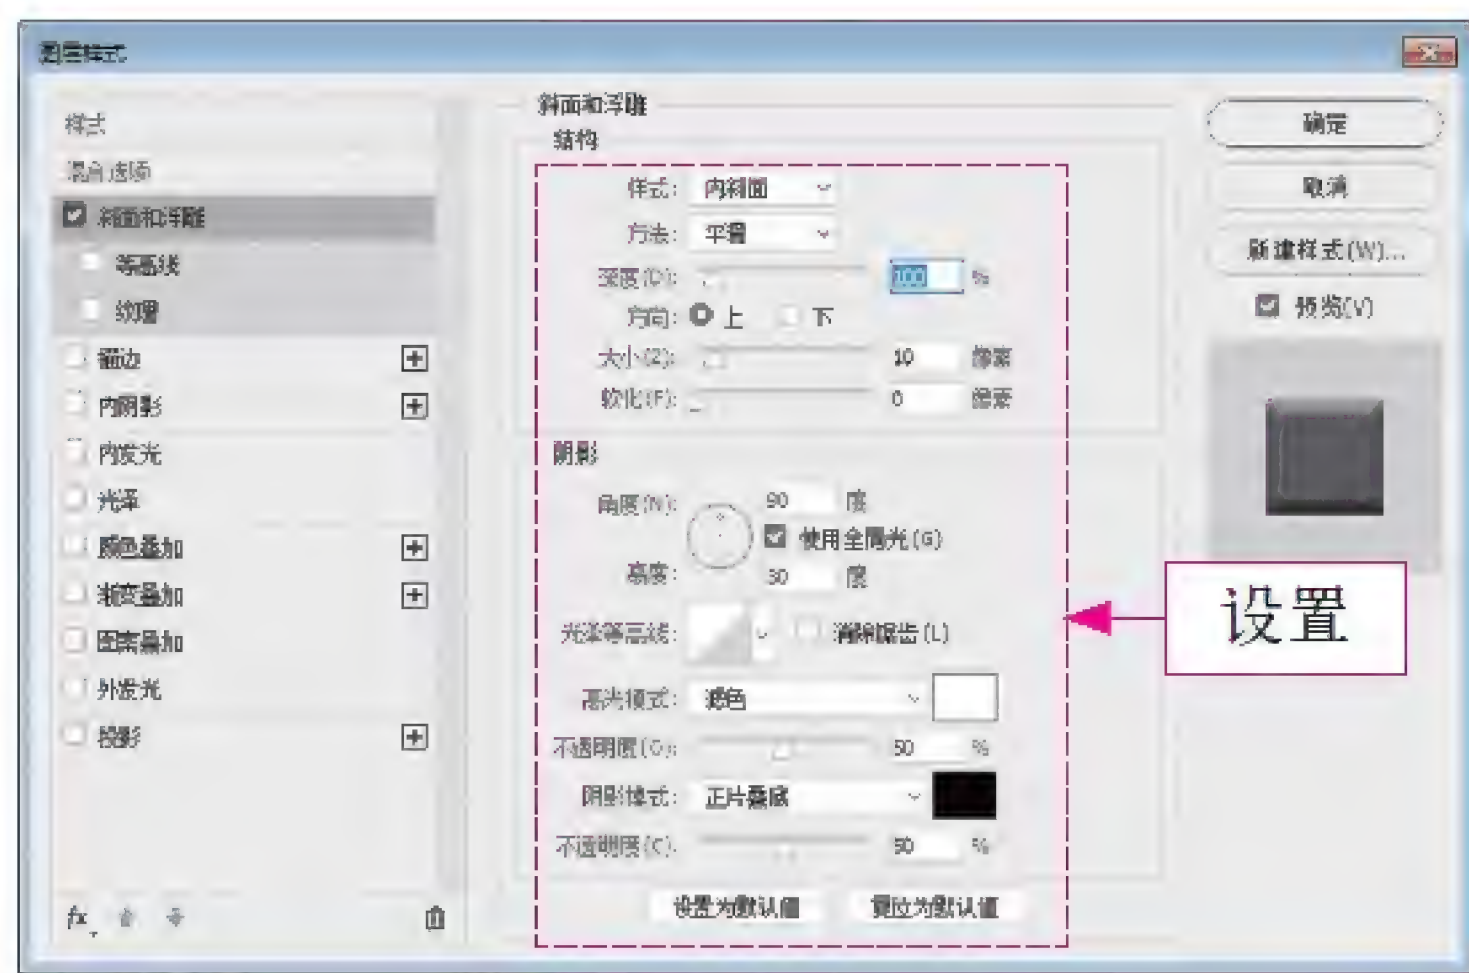 图层样式
样式
混合选项
斜面和浮雕
等高线
纹理
描边
内阴影
内发光
光泽
颜色叠加
渐变叠加
图案叠加
外发光
投影
fx
斜面和浮雕
结构
样式: 内斜面
方法: 平滑
深度(D): 100 %
方向: 上 下
大小(Z): 10 像素
软化(F): 0 像素
阴影
角度(N): 90 度
使用全局光(G)
高度: 30 度
光泽等高线: 消除锯齿(L)
高光模式: 滤色
不透明度(O): 50 %
阴影模式: 正片叠底
不透明度(C): 50 %
设置为默认值 复位为默认值
确定
取消
新建样式(W)...
预览(V)
设置